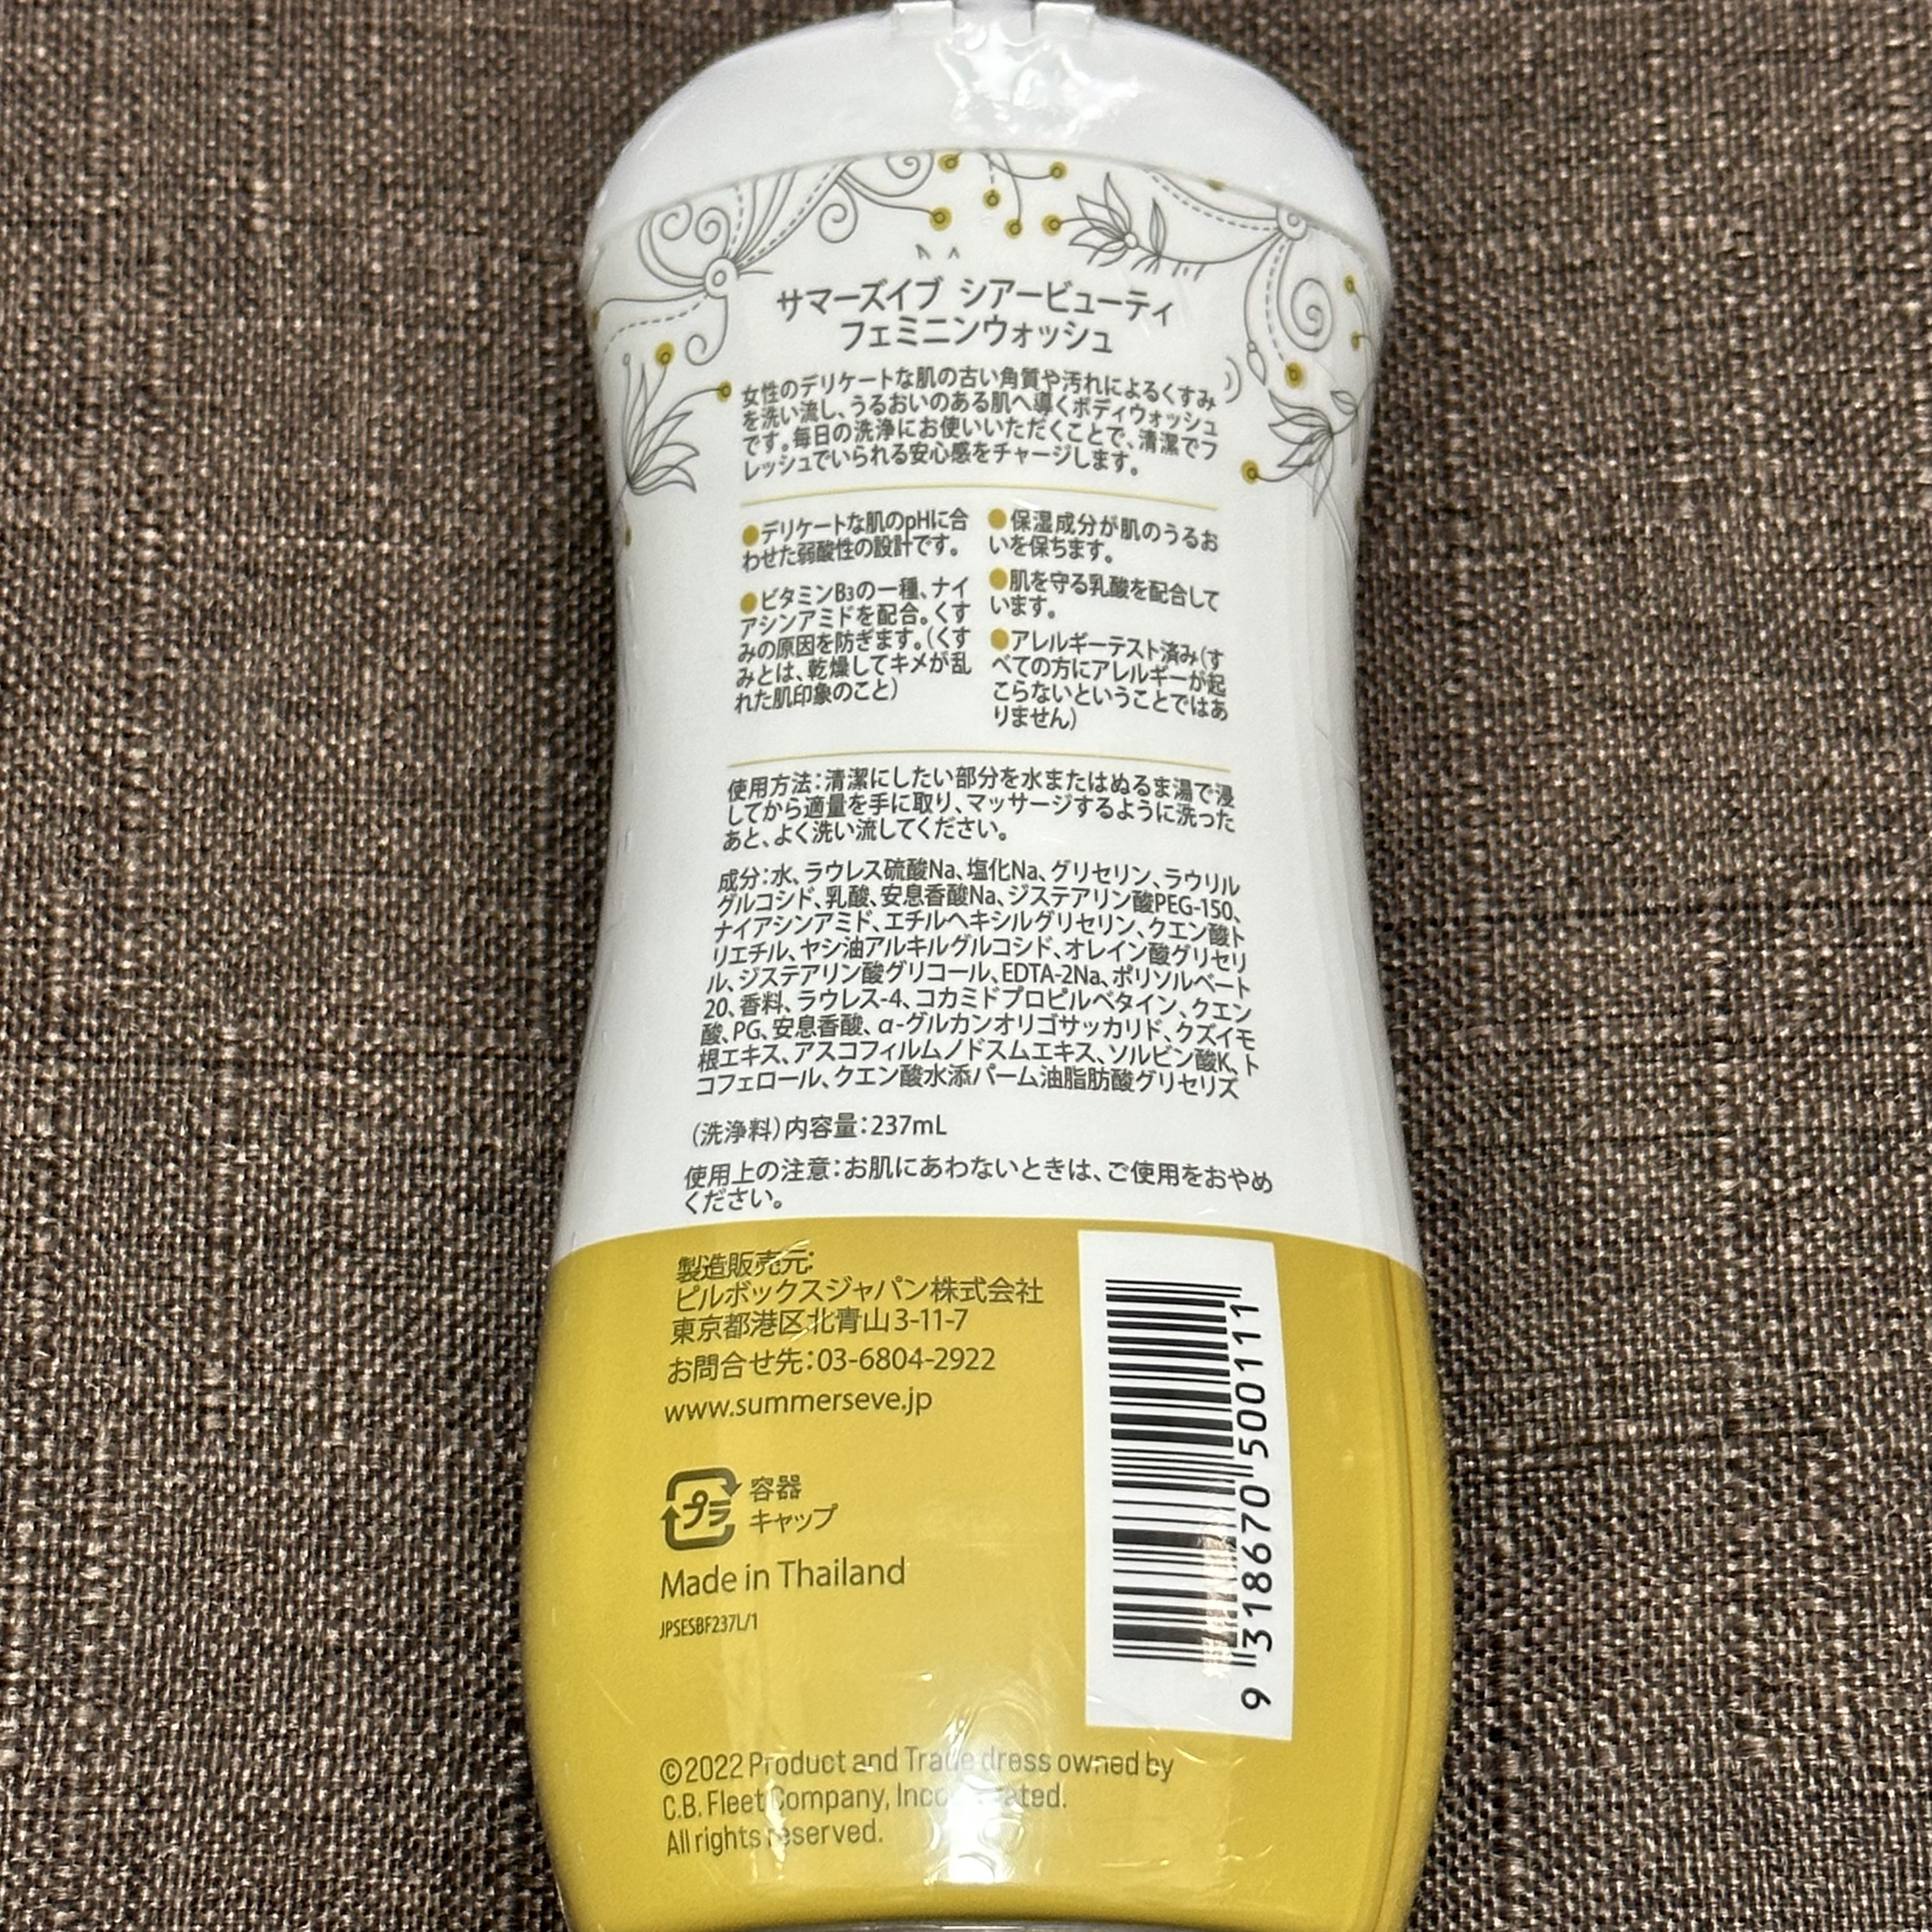 サマーズイブ シアービューティ
フェミニンウォッシュ
女性のデリケートな肌の古い角質や汚れによるくすみ
を洗い流し、うるおいのある肌へ導くボディウォッシュ
です。毎日の洗浄にお使いいただくことで、清潔でフ
レッシュでいられる安心感をチャージします。
●デリケートな肌のpHに合
わせた弱酸性の設計です。
●ビタミンB3の一種、ナイ
アシンアミドを配合。くす
みの原因を防ぎます。(くす
みとは、乾燥してキメが乱
れた肌印象のこと)
●保湿成分が肌のうるお
いを保ちます。
●肌を守る乳酸を配合して
います。
●アレルギーテスト済み(す
べての方にアレルギーが起
こらないということではあ
りません)
使用方法:清潔にしたい部分を水またはぬるま湯で浸
してから適量を手に取り、マッサージするように洗った
あと、よく洗い流してください。
成分:水、ラウレス硫酸Na、塩化Na、グリセリン、ラウリル
グルコシド、乳酸、安息香酸Na、ジステアリン酸PEG-150、
ナイアシンアミド、エチルヘキシルグリセリン、クエン酸ト
リエチル、ヤシ油アルキルグルコシド、オレイン酸グリセリ
ル、ジステアリン酸グリコール、EDTA-2Na、ポリソルベート
20、香料、ラウレス-4、コカミドプロピルベタイン、クエン
酸、PG、安息香酸、α-グルカンオリゴサッカリド、クズイモ
根エキス、アスコフィルムノドスムエキス、ソルビン酸K、ト
コフェロール、クエン酸水添パーム油脂肪酸グリセリズ
(洗浄料)内容量:237mL
使用上の注意:お肌にあわないときは、ご使用をおやめ
ください。
製造販売元:
ピルボックスジャパン株式会社
東京都港区北青山3-11-7
お問合せ先:03-6804-2922
www.summerseve.jp
プラ 容器
キャップ
Made in Thailand
JPSESBF237L/1
9 318670 500111
©2022 Product and Trade dress owned by
C.B. Fleet Company, Incorporated.
All rights reserved.